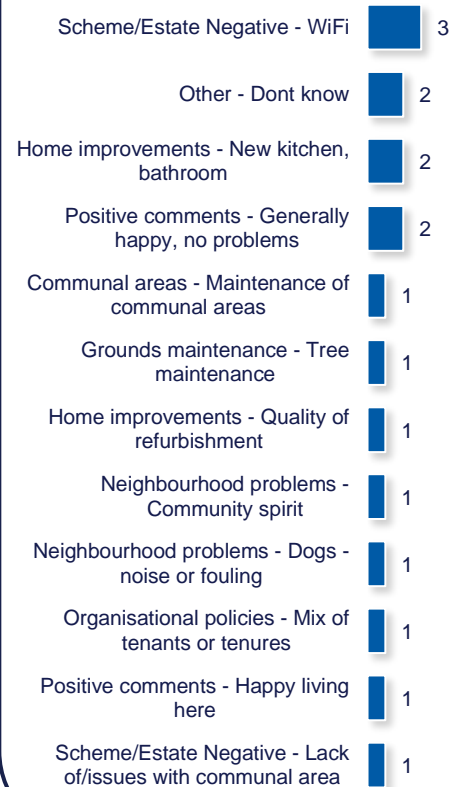 Scheme/Estate Negative - WiFi 3
Other - Dont know 2
Home improvements - New kitchen,
bathroom 2
Positive comments - Generally
happy, no problems 2
Communal areas - Maintenance of
communal areas 1
Grounds maintenance - Tree
maintenance 1
Home improvements - Quality of
refurbishment 1
Neighbourhood problems -
Community spirit 1
Neighbourhood problems - Dogs -
noise or fouling 1
Organisational policies - Mix of
tenants or tenures 1
Positive comments - Happy living
here 1
Scheme/Estate Negative - Lack
of/issues with communal area 1